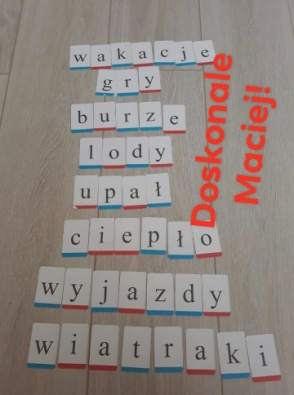 wakacje
gry
burze
lody
upał
ciepło
wyjazdy
wiatraki
Doskonale
Maciej!